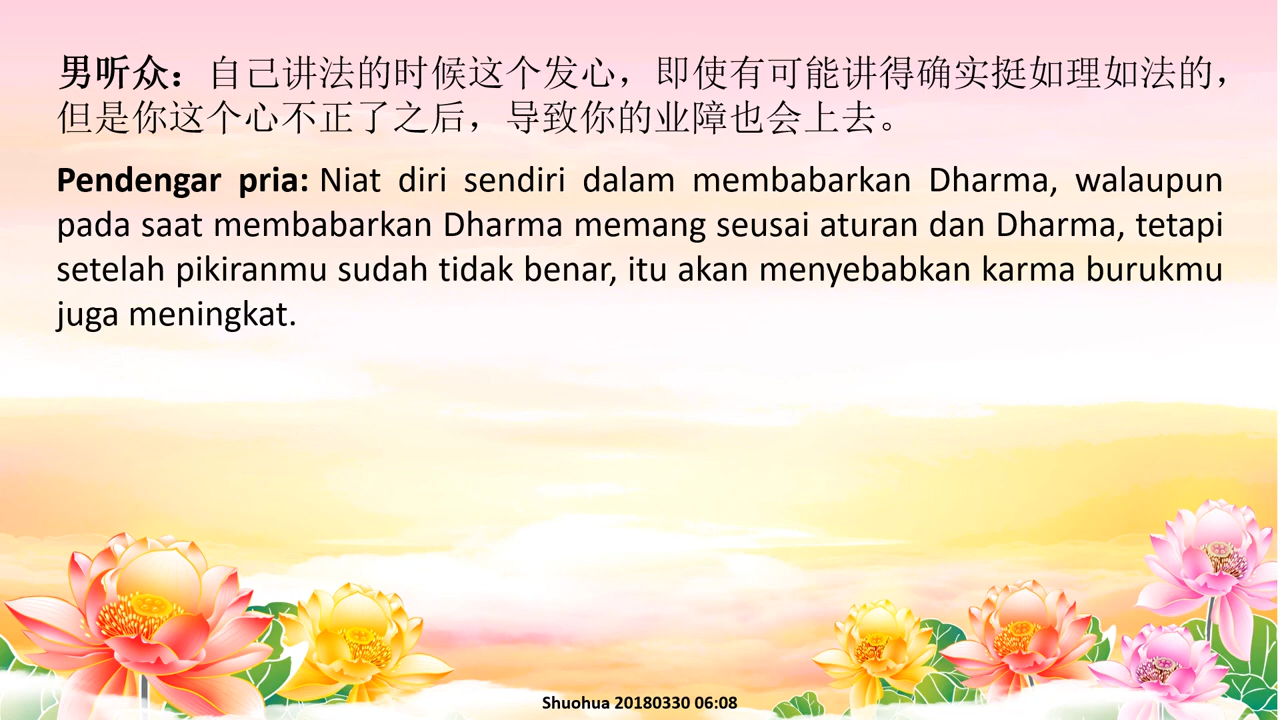 男听众：自己讲法的时候这个发心，即使有可能讲得确实挺如理如法的，
但是你这个心不正了之后，导致你的业障也会上去。
Pendengar pria: Niat diri sendiri dalam membabarkan Dharma, walaupun
pada saat membabarkan Dharma memang seusai aturan dan Dharma, tetapi
setelah pikiranmu sudah tidak benar, itu akan menyebabkan karma burukmu
juga meningkat.
Shuohua 20180330 06:08